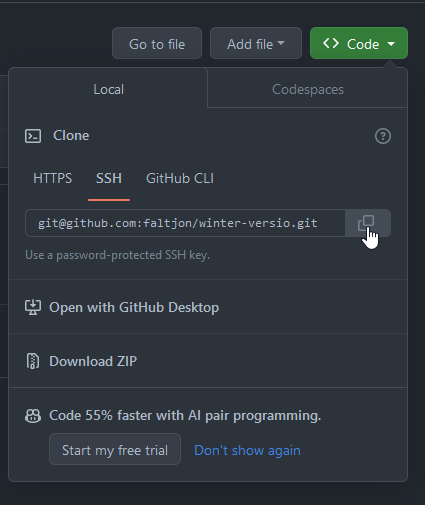 Go to file
Add file
Code
Local
Codespaces
Clone
HTTPS
SSH
GitHub CLI
git@github.com:faltjon/winter-versio.git
Use a password-protected SSH key.
Open with GitHub Desktop
Download ZIP
Code 55% faster with AI pair programming.
Start my free trial
Don't show again